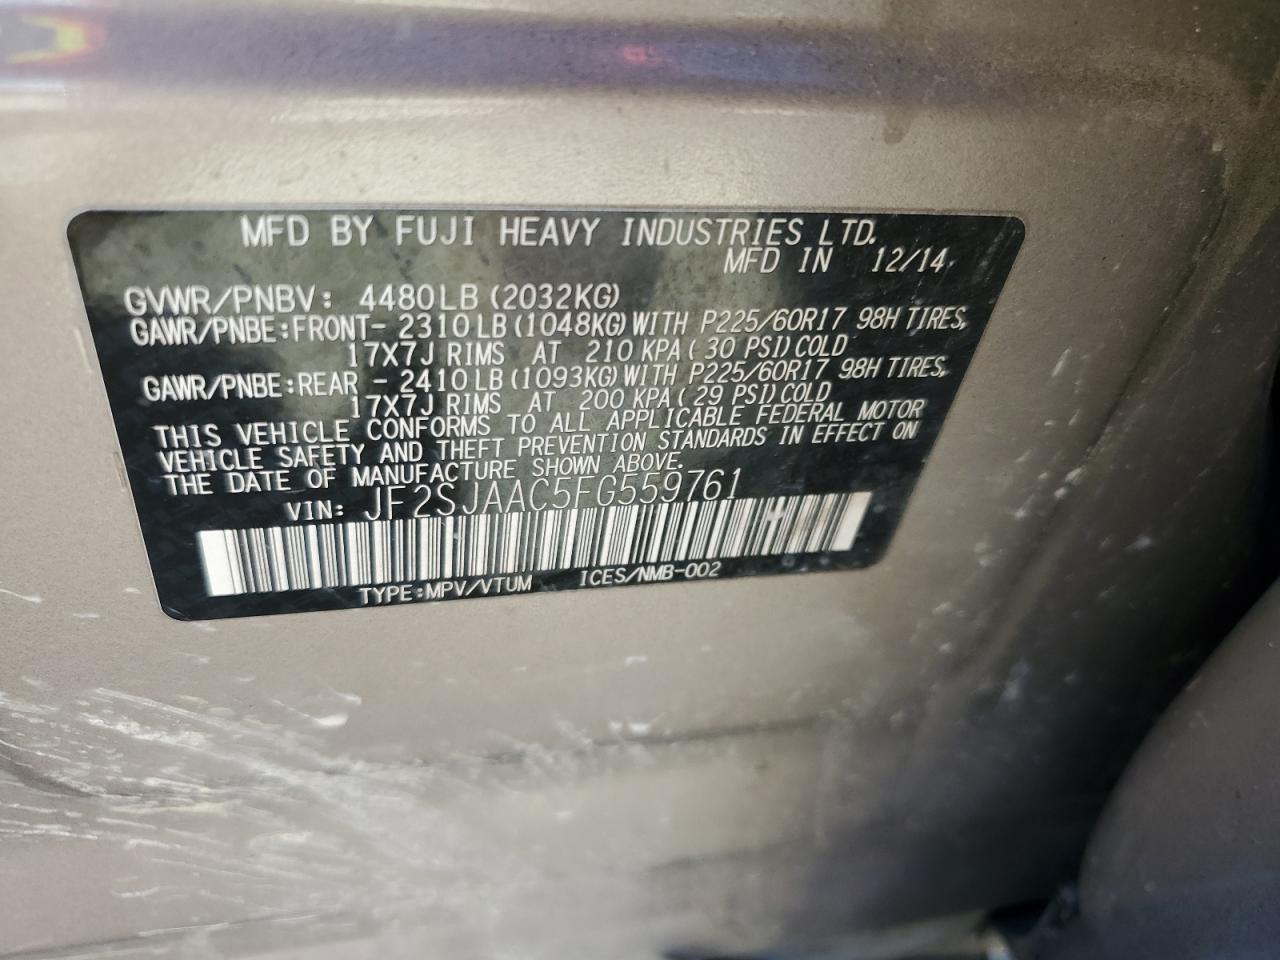 MFD BY FUJI HEAVY INDUSTRIES LTD.
MFD IN 12/14
GVWR/PNBV: 4480LB (2032KG)
GAWR/PNBE:FRONT- 2310LB(1048KG)WITH P225/60R17 98H TIRES,
17X7J RIMS AT 210 KPA(30 PSI)COLD
GAWR/PNBE:REAR - 2410LB(1093KG)WITH P225/60R17 98H TIRES,
17X7J RIMS AT 200 KPA(29 PSI)COLD
THIS VEHICLE CONFORMS TO ALL APPLICABLE FEDERAL MOTOR
VEHICLE SAFETY AND THEFT PREVENTION STANDARDS IN EFFECT ON
THE DATE OF MANUFACTURE SHOWN ABOVE.
VIN: JF2SJAAC5FG559761
TYPE:MPV/VTUM ICES/NMB-002